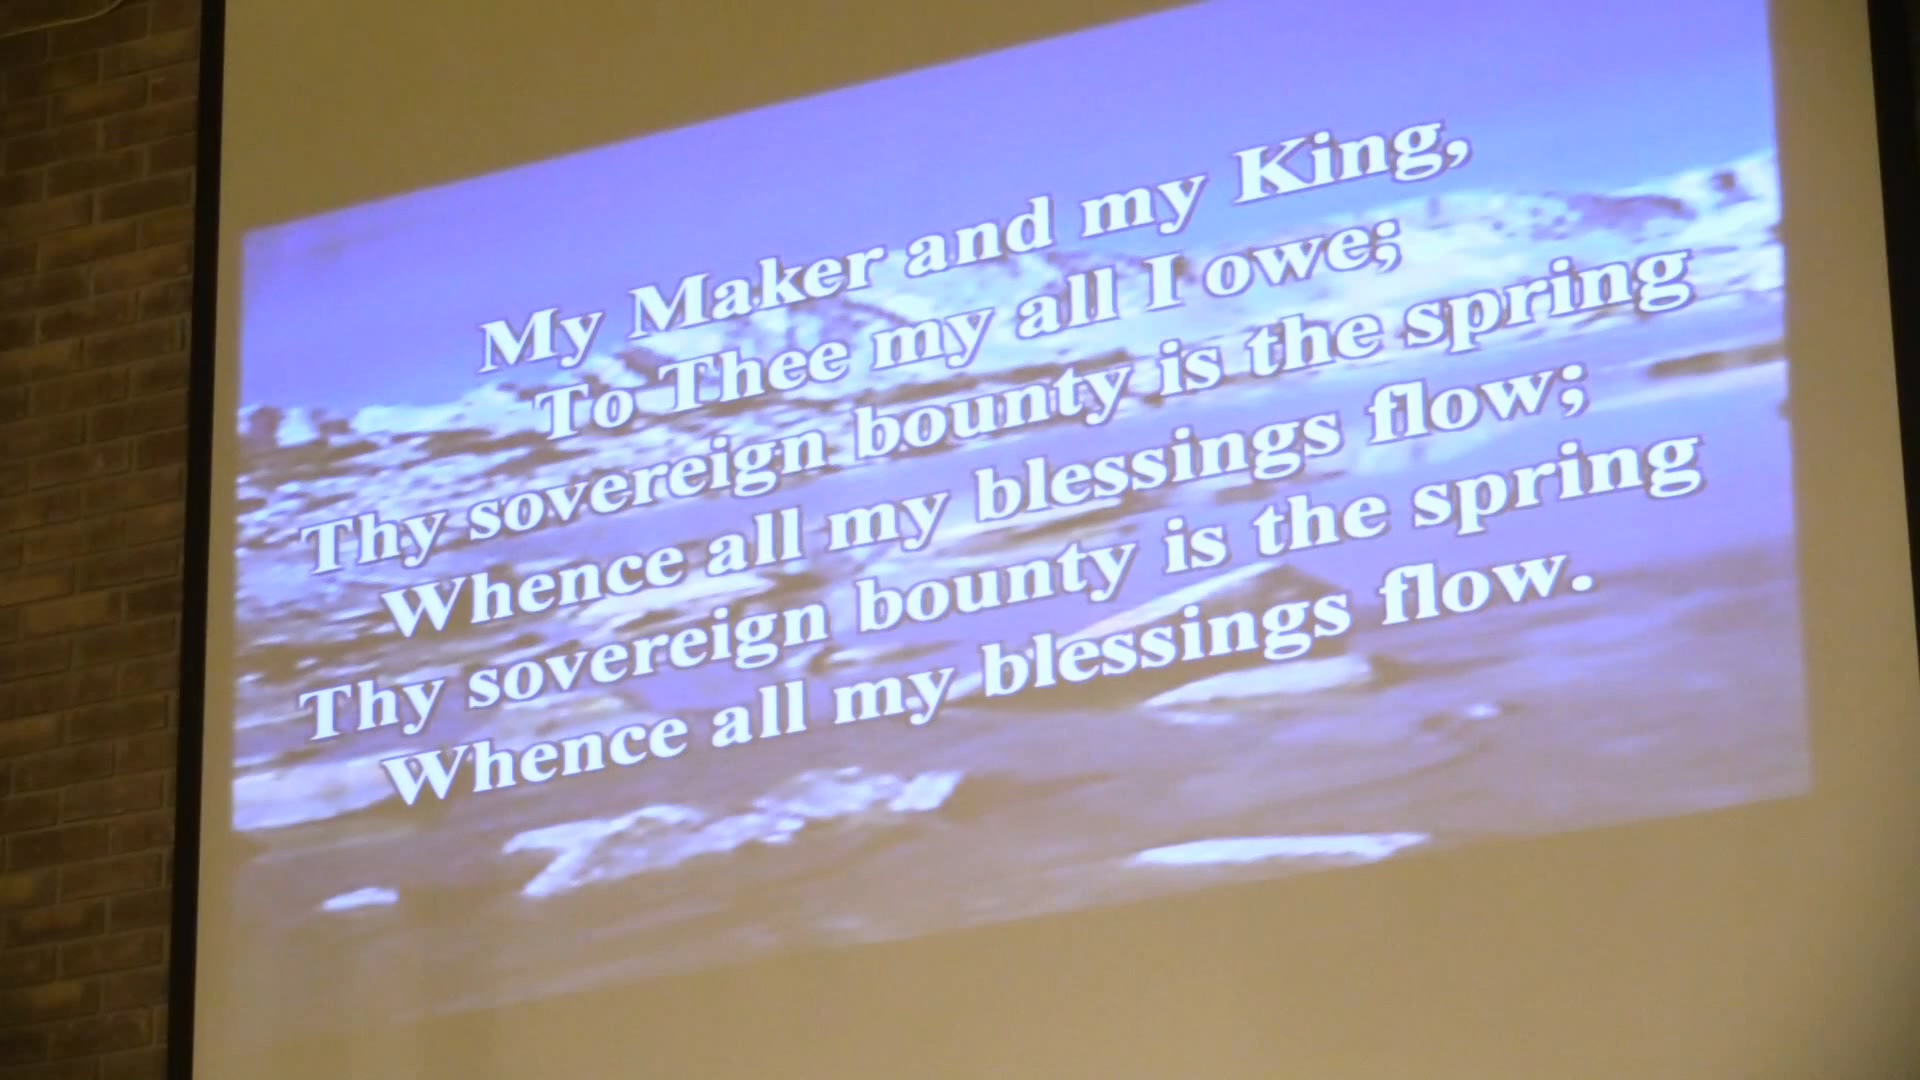 My Maker and my King,
To Thee my all I owe;
Thy sovereign bounty is the spring
Whence all my blessings flow;
Thy sovereign bounty is the spring
Whence all my blessings flow.